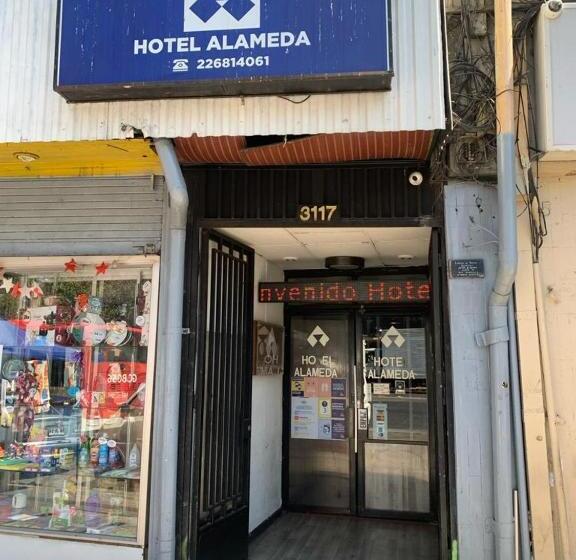 HOTEL ALAMEDA
☎ 226814061
3117
nvenido Hote
HO EL
ALAMEDA
HOTE
ALAMEDA